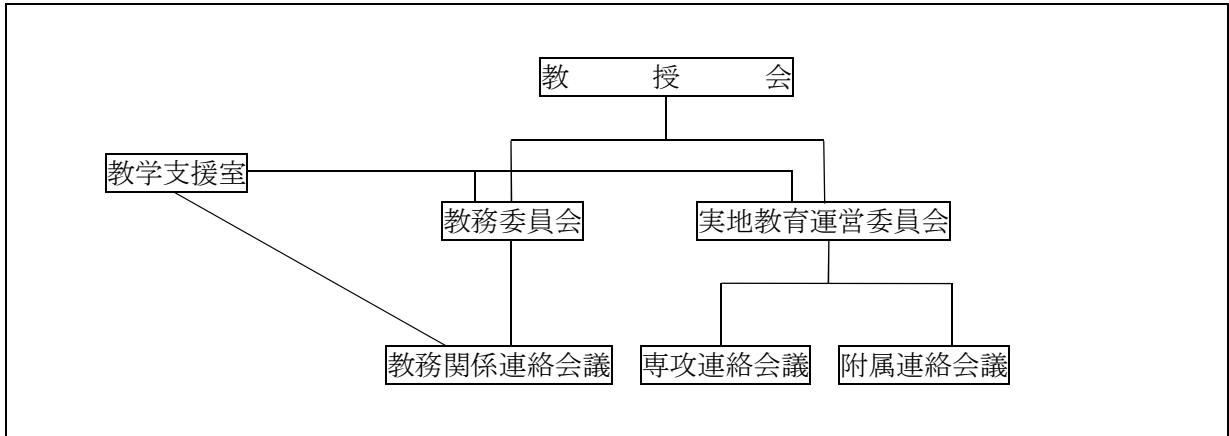 教授会
教学支援室
教務委員会
実地教育運営委員会
教務関係連絡会議
専攻連絡会議
附属連絡会議